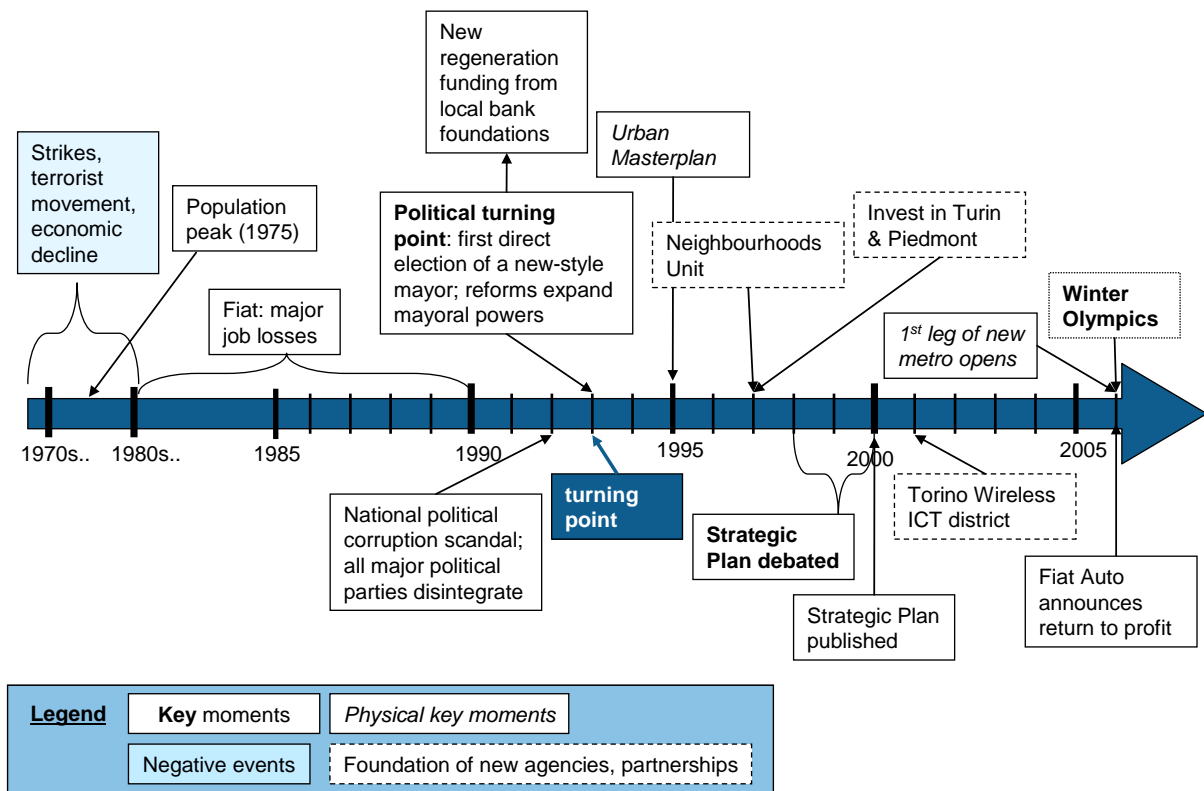 New
regeneration
funding from
local bank
foundations
Strikes,
terrorist
movement,
economic
decline
Population
peak (1975)
Fiat: major
job losses
Political turning
point: first direct
election of a new-style
mayor; reforms expand
mayoral powers
Urban
Masterplan
Neighbourhoods
Unit
Invest in Turin
& Piedmont
1st leg of new
metro opens
Winter
Olympics
1970s..
1980s..
1985
1990
1995
2000
2005
National political
corruption scandal;
all major political
parties disintegrate
turning
point
Strategic
Plan debated
Strategic Plan
published
Torino Wireless
ICT district
Fiat Auto
announces
return to profit
Legend
Key moments
Physical key moments
Negative events
Foundation of new agencies, partnerships